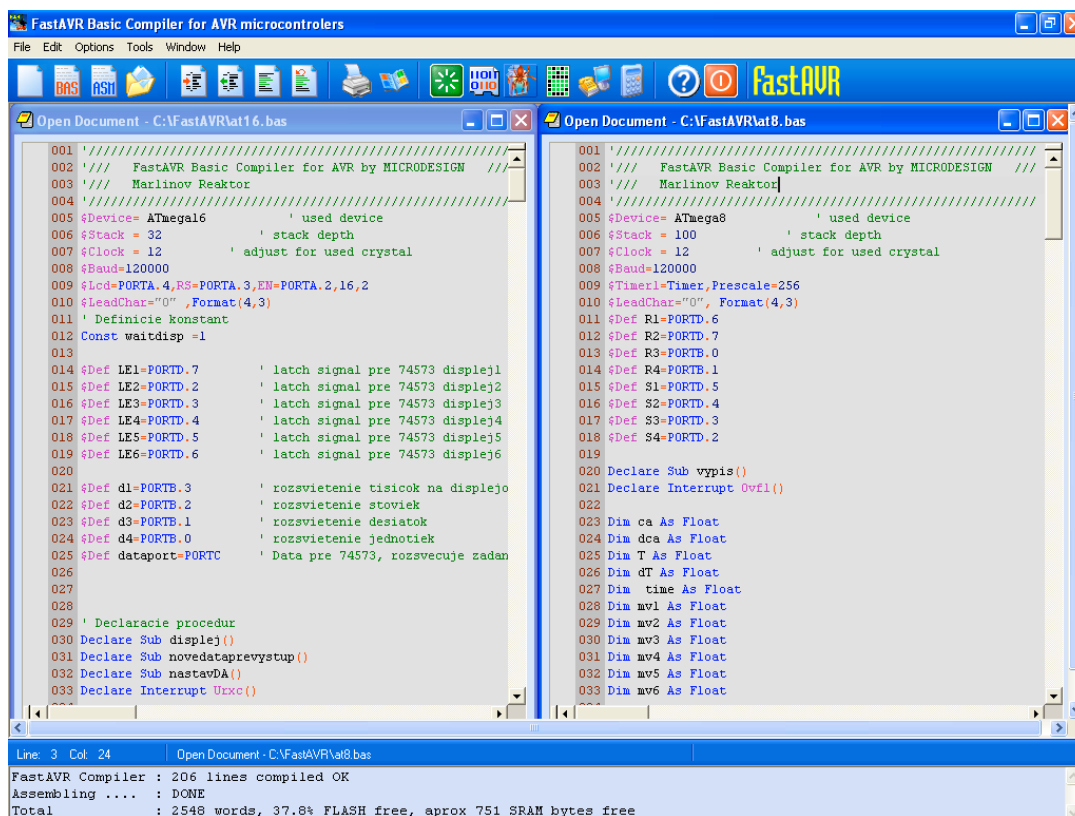 FastAVR Basic Compiler for AVR microcontrolers
File Edit Options Tools Window Help
BAS ASM fastAVR
Open Document - C:\FastAVR\at16.bas
001 '////////////////////////////////////////////////////
002 '/// FastAVR Basic Compiler for AVR by MICRODESIGN ///
003 '/// Marlinov Reaktor
004 '////////////////////////////////////////////////////
005 $Device= ATmega16 ' used device
006 $Stack = 32 ' stack depth
007 $Clock = 12 ' adjust for used crystal
008 $Baud=120000
009 $Lcd=PORTA.4,RS=PORTA.3,EN=PORTA.2,16,2
010 $LeadChar="0" ,Format(4,3)
011 ' Definicie konstant
012 Const waitdisp =1
013
014 $Def LE1=PORTD.7 ' latch signal pre 74573 displej1
015 $Def LE2=PORTD.2 ' latch signal pre 74573 displej2
016 $Def LE3=PORTD.3 ' latch signal pre 74573 displej3
017 $Def LE4=PORTD.4 ' latch signal pre 74573 displej4
018 $Def LE5=PORTD.5 ' latch signal pre 74573 displej5
019 $Def LE6=PORTD.6 ' latch signal pre 74573 displej6
020
021 $Def d1=PORTB.3 ' rozsvietenie tisicok na displejo
022 $Def d2=PORTB.2 ' rozsvietenie stoviek
023 $Def d3=PORTB.1 ' rozsvietenie desiatok
024 $Def d4=PORTB.0 ' rozsvietenie jednotiek
025 $Def dataport=PORTC ' Data pre 74573, rozsvecuje zadan
026
027
028
029 ' Declaracie procedur
030 Declare Sub displej()
031 Declare Sub novedataprevystup()
032 Declare Sub nastavDA()
033 Declare Interrupt Urxc()
Open Document - C:\FastAVR\at8.bas
001 '////////////////////////////////////////////////////
002 '/// FastAVR Basic Compiler for AVR by MICRODESIGN ///
003 '/// Marlinov Reaktor
004 '////////////////////////////////////////////////////
005 $Device= ATmega8 ' used device
006 $Stack = 100 ' stack depth
007 $Clock = 12 ' adjust for used crystal
008 $Baud=120000
009 $Timer1=Timer,Prescale=256
010 $LeadChar="0", Format(4,3)
011 $Def R1=PORTD.6
012 $Def R2=PORTD.7
013 $Def R3=PORTB.0
014 $Def R4=PORTB.1
015 $Def S1=PORTD.5
016 $Def S2=PORTD.4
017 $Def S3=PORTD.3
018 $Def S4=PORTD.2
019
020 Declare Sub vypis()
021 Declare Interrupt Ovf1()
022
023 Dim ca As Float
024 Dim dca As Float
025 Dim T As Float
026 Dim dT As Float
027 Dim time As Float
028 Dim mv1 As Float
029 Dim mv2 As Float
030 Dim mv3 As Float
031 Dim mv4 As Float
032 Dim mv5 As Float
033 Dim mv6 As Float
Line: 3 Col: 24 Open Document - C:\FastAVR\at8.bas
FastAVR Compiler : 206 lines compiled OK
Assembling .... : DONE
Total : 2548 words, 37.8% FLASH free, aprox 751 SRAM bytes free